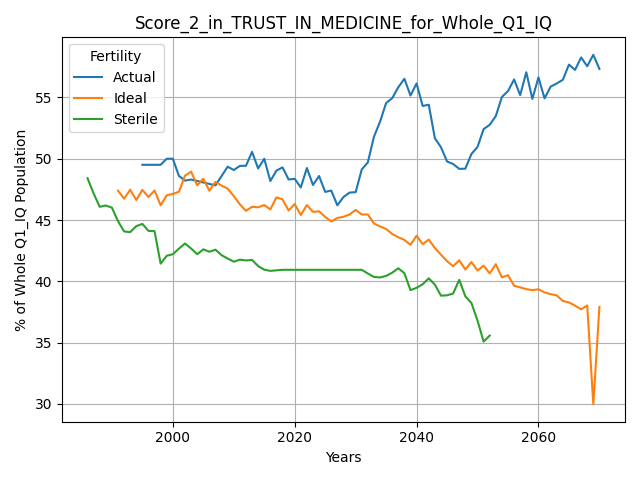 Score_2_in_TRUST_IN_MEDICINE_for_Whole_Q1_IQ
Fertility
Actual
Ideal
Sterile
% of Whole Q1_IQ Population
55
50
45
40
35
30
2000
2020
2040
2060
Years